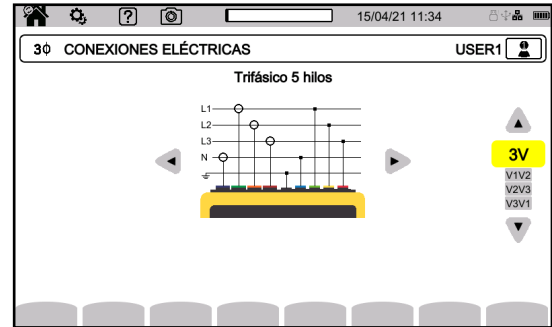 ? 15/04/21 11:34
3Φ CONEXIONES ELÉCTRICAS USER1
Trifásico 5 hilos
L1
L2
L3
N
3V
V1V2
V2V3
V3V1